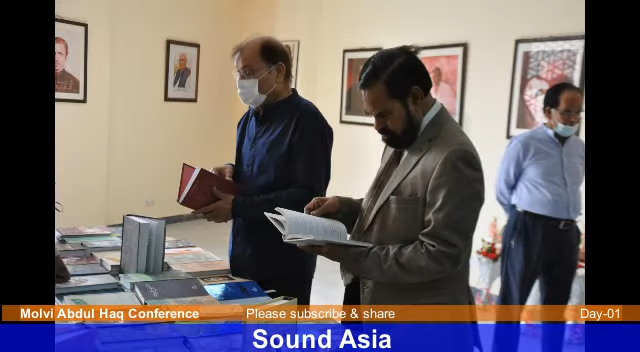 Molvi Abdul Haq Conference
Please subscribe & share
Day-01
Sound Asia